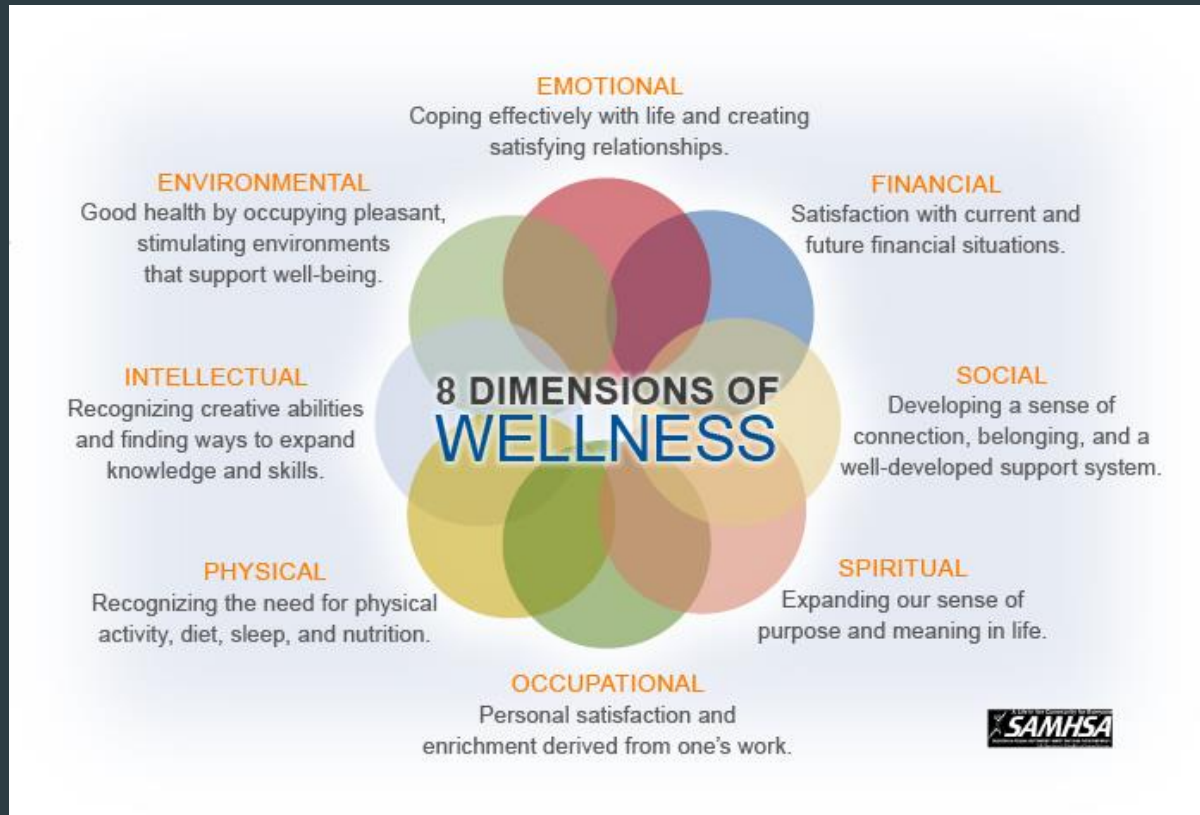 EMOTIONAL
Coping effectively with life and creating
satisfying relationships.
ENVIRONMENTAL
Good health by occupying pleasant,
stimulating environments
that support well-being.
FINANCIAL
Satisfaction with current and
future financial situations.
8 DIMENSIONS OF
WELLNESS
INTELLECTUAL
Recognizing creative abilities
and finding ways to expand
knowledge and skills.
SOCIAL
Developing a sense of
connection, belonging, and a
well-developed support system.
PHYSICAL
Recognizing the need for physical
activity, diet, sleep, and nutrition.
SPIRITUAL
Expanding our sense of
purpose and meaning in life.
OCCUPATIONAL
Personal satisfaction and
enrichment derived from one's work.
SAMHSA